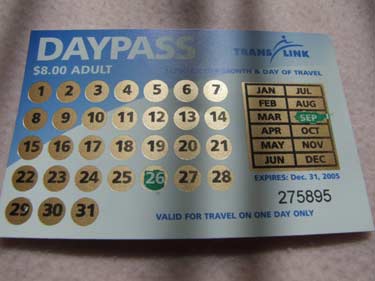 DAYPASS
TRANS LINK
$8.00 ADULT
MONTH & DAY OF TRAVEL
1 2 3 4 5 6 7
8 9 10 11 12 13 14
15 16 17 18 19 20 21
22 23 24 25 26 27 28
29 30 31
JAN JUL
FEB AUG
MAR SEP
APR OCT
MAY NOV
JUN DEC
EXPIRES: Dec. 31, 2005
275895
VALID FOR TRAVEL ON ONE DAY ONLY